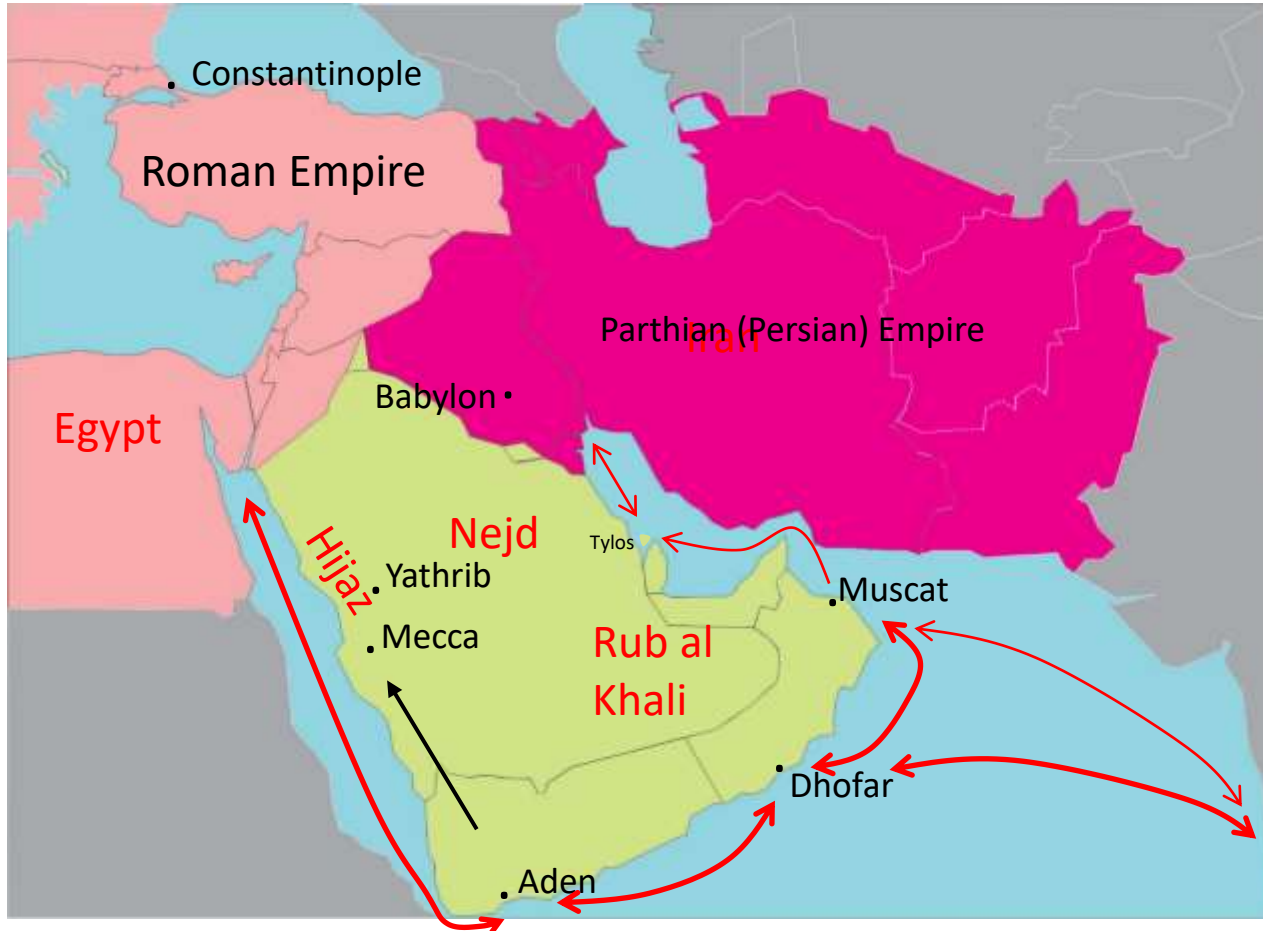 Constantinople
Roman Empire
Parthian (Persian) Empire
Iran
Babylon
Egypt
Nejd
Tylos
Hijaz
Yathrib
Muscat
Mecca
Rub al
Khali
Dhofar
Aden